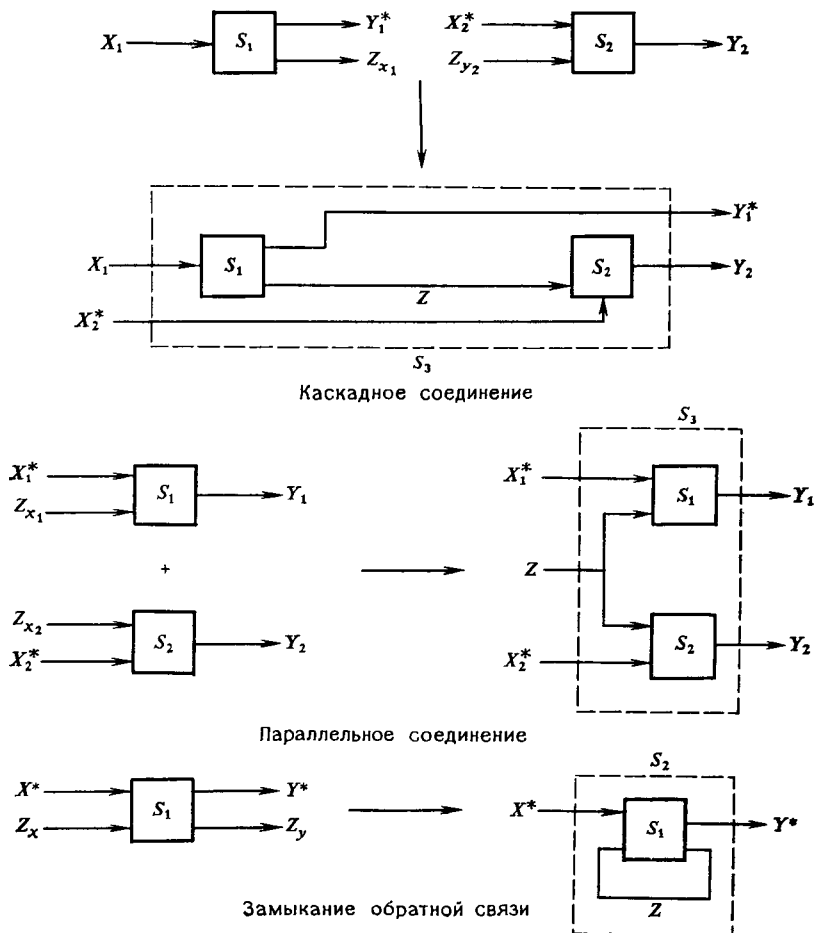 X₁ S₁ Y₁* Z_{x₁} X₂* Z_{y₂} S₂ Y₂
X₁ S₁ Z S₂ Y₁* Y₂
X₂*
S₃
Каскадное соединение
S₃
X₁* Z_{x₁} S₁ Y₁ X₁* S₁ Y₁
+ Z
Z_{x₂} X₂* S₂ Y₂ X₂* S₂ Y₂
Параллельное соединение
S₂
X* Z_x S₁ Y* Z_y X* S₁ Y*
Z
Замыкание обратной связи